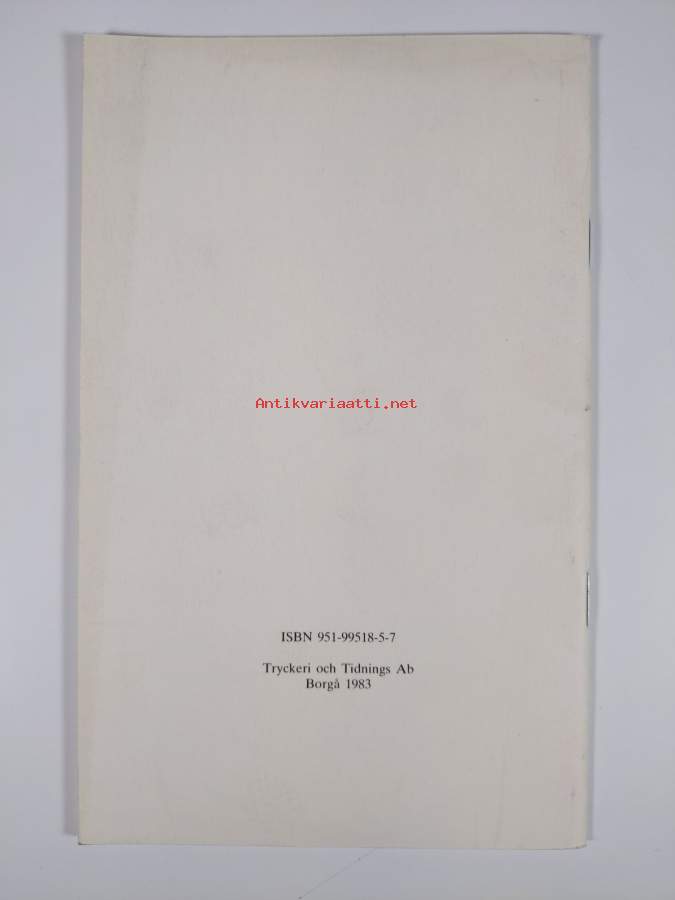 Antikvariaatti.net
ISBN 951-99518-5-7
Tryckeri och Tidnings Ab
Borgå 1983